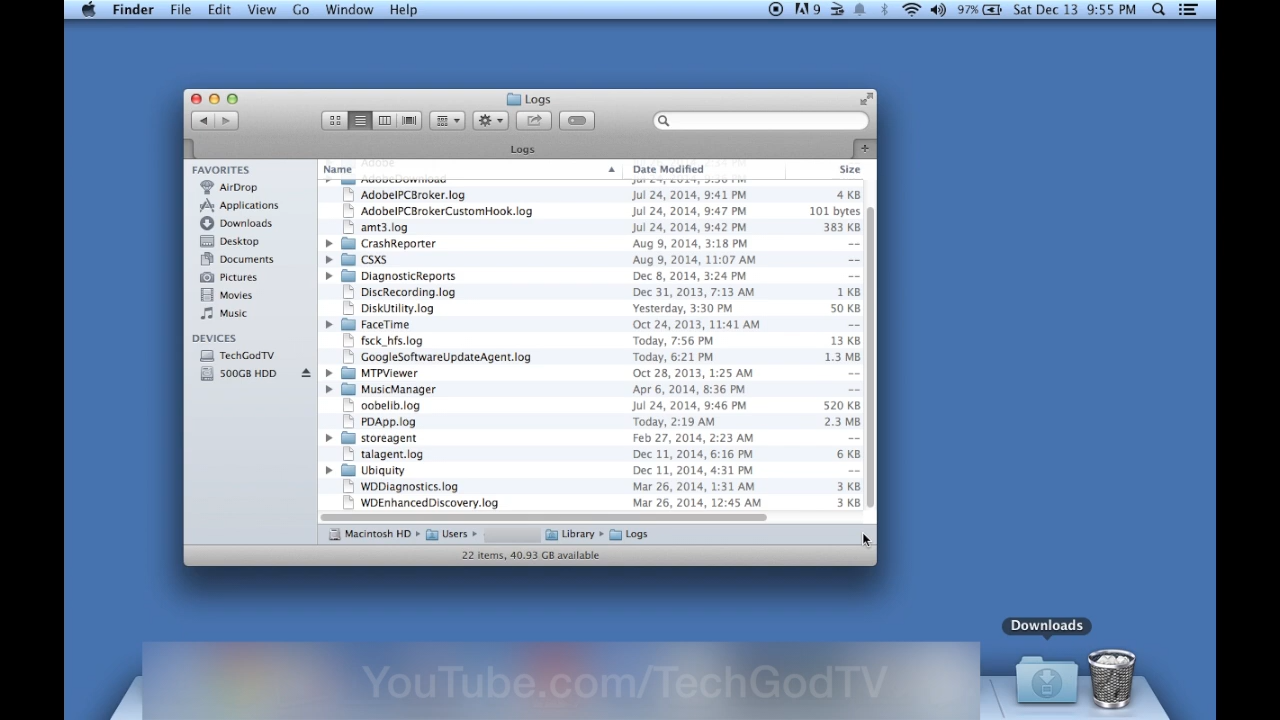 Finder File Edit View Go Window Help 9 97% Sat Dec 13 9:55 PM
Logs
Logs
FAVORITES
AirDrop
Applications
Downloads
Desktop
Documents
Pictures
Movies
Music
DEVICES
TechGodTV
500GB HDD
Name Date Modified Size
AdobeIPCBroker.log Jul 24, 2014, 9:41 PM 4 KB
AdobeIPCBrokerCustomHook.log Jul 24, 2014, 9:47 PM 101 bytes
amt3.log Jul 24, 2014, 9:42 PM 383 KB
CrashReporter Aug 9, 2014, 3:18 PM --
CSXS Aug 9, 2014, 11:07 AM --
DiagnosticReports Dec 8, 2014, 3:24 PM --
DiscRecording.log Dec 31, 2013, 7:13 AM 1 KB
DiskUtility.log Yesterday, 3:30 PM 50 KB
FaceTime Oct 24, 2013, 11:41 AM --
fsck_hfs.log Today, 7:56 PM 13 KB
GoogleSoftwareUpdateAgent.log Today, 6:21 PM 1.3 MB
MTPViewer Oct 28, 2013, 1:25 AM --
MusicManager Apr 6, 2014, 8:36 PM --
oobelib.log Jul 24, 2014, 9:46 PM 520 KB
PDApp.log Today, 2:19 AM 2.3 MB
storeagent Feb 27, 2014, 2:23 AM --
talagent.log Dec 11, 2014, 6:16 PM 6 KB
Ubiquity Dec 11, 2014, 4:31 PM --
WDDiagnostics.log Mar 26, 2014, 1:31 AM 3 KB
WDEnhancedDiscovery.log Mar 26, 2014, 12:45 AM 3 KB
Macintosh HD Users Library Logs
22 items, 40.93 GB available
Downloads
YouTube.com/TechGodTV